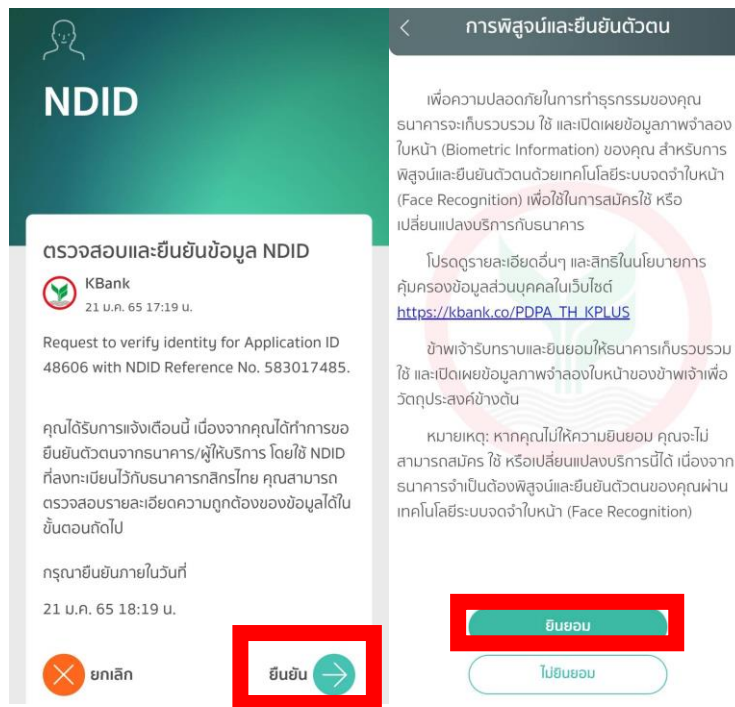 NDID
ตรวจสอบและยืนยันข้อมูล NDID
KBank
21 ม.ค. 65 17:19 น.
Request to verify identity for Application ID
48606 with NDID Reference No. 583017485.
คุณได้รับการแจ้งเตือนนี้ เนื่องจากคุณได้ทำการขอ
ยืนยันตัวตนจากธนาคาร/ผู้ให้บริการ โดยใช้ NDID
ที่ลงทะเบียนไว้กับธนาคารกสิกรไทย คุณสามารถ
ตรวจสอบรายละเอียดความถูกต้องของข้อมูลได้ใน
ขั้นตอนถัดไป
กรุณายืนยันภายในวันที่
21 ม.ค. 65 18:19 น.
ยกเลิก
ยืนยัน
การพิสูจน์และยืนยันตัวตน
เพื่อความปลอดภัยในการทำธุรกรรมของคุณ
ธนาคารจะเก็บรวบรวม ใช้ และเปิดเผยข้อมูลภาพจำลอง
ใบหน้า (Biometric Information) ของคุณ สำหรับการ
พิสูจน์และยืนยันตัวตนด้วยเทคโนโลยีระบบจดจำใบหน้า
(Face Recognition) เพื่อใช้ในการสมัครใช้ หรือ
เปลี่ยนแปลงบริการกับธนาคาร
โปรดดูรายละเอียดอื่นๆ และสิทธิในนโยบายการ
คุ้มครองข้อมูลส่วนบุคคลในเว็บไซต์
https://kbank.co/PDPA_TH_KPLUS
ข้าพเจ้ารับทราบและยินยอมให้ธนาคารเก็บรวบรวม
ใช้ และเปิดเผยข้อมูลภาพจำลองใบหน้าของข้าพเจ้าเพื่อ
วัตถุประสงค์ข้างต้น
หมายเหตุ: หากคุณไม่ให้ความยินยอม คุณจะไม่
สามารถสมัคร ใช้ หรือเปลี่ยนแปลงบริการนี้ได้ เนื่องจาก
ธนาคารจำเป็นต้องพิสูจน์และยืนยันตัวตนของคุณผ่าน
เทคโนโลยีระบบจดจำใบหน้า (Face Recognition)
ยินยอม
ไม่ยินยอม